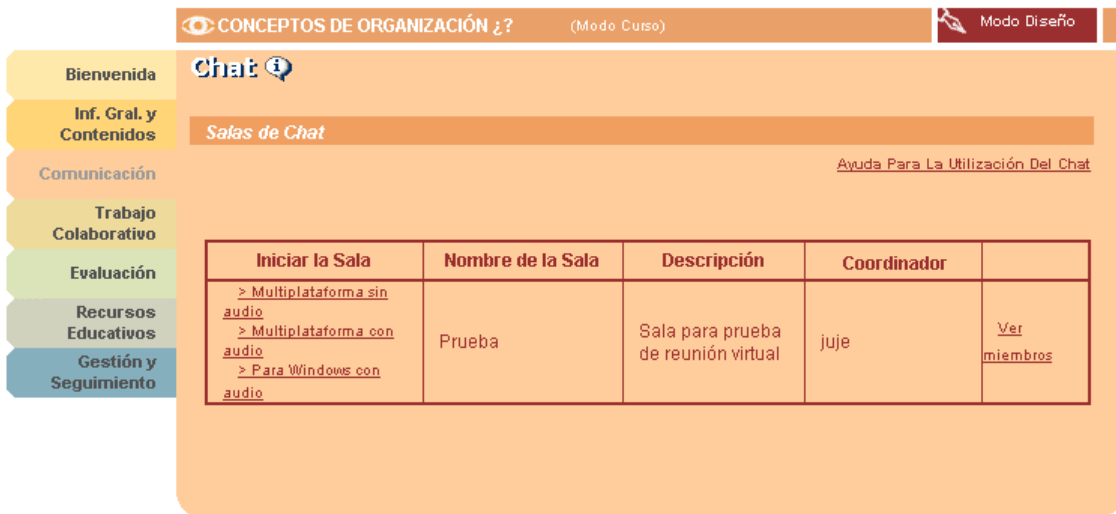 CONCEPTOS DE ORGANIZACIÓN ¿?
(Modo Curso)
Modo Diseño
Bienvenida
Inf. Gral. y
Contenidos
Comunicación
Trabajo
Colaborativo
Evaluación
Recursos
Educativos
Gestión y
Seguimiento
Chat
Salas de Chat
Ayuda Para La Utilización Del Chat
Iniciar la Sala
Nombre de la Sala
Descripción
Coordinador
> Multiplataforma sin
audio
> Multiplataforma con
audio
> Para Windows con
audio
Prueba
Sala para prueba
de reunión virtual
juje
Ver
miembros